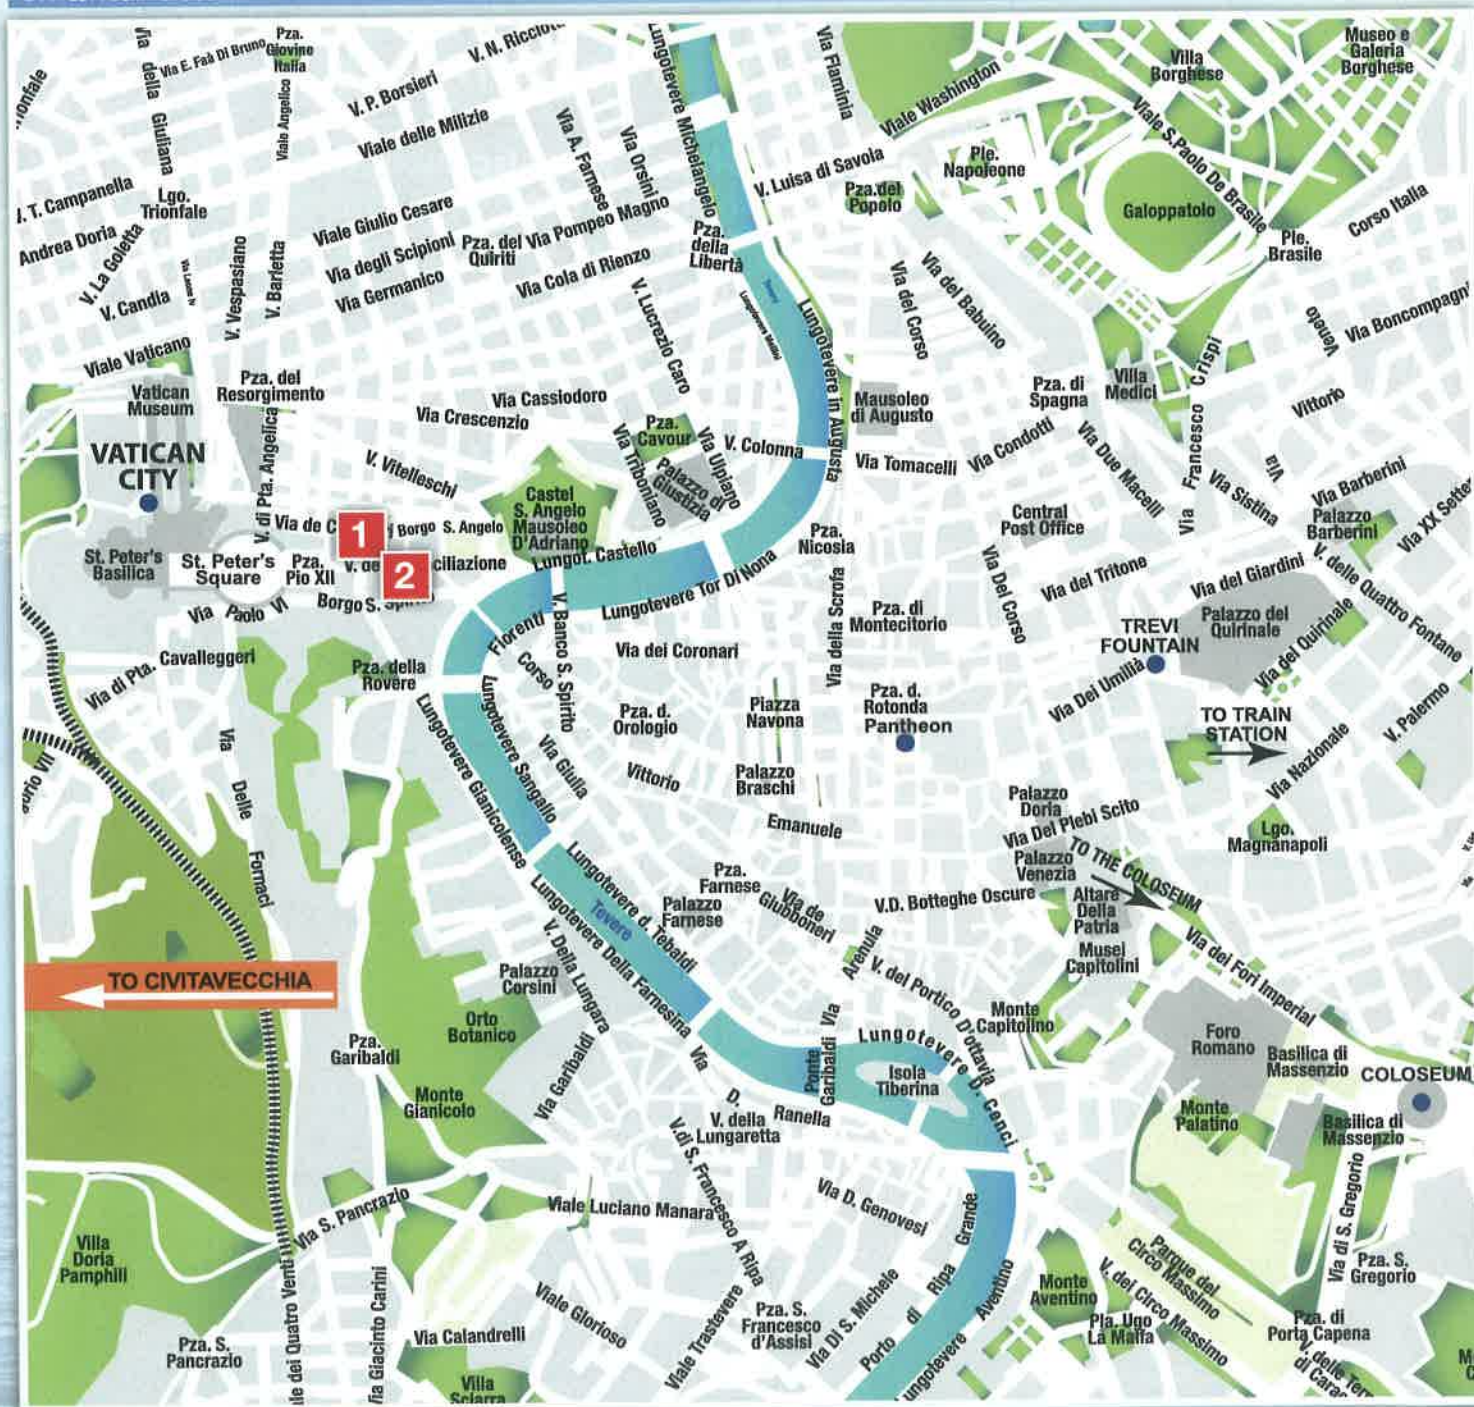 Via della Giuliana
Via E. Faà Di Bruno
Pza.
Giovine
Italia
Viale Angelico
V. P. Borsieri
Viale delle Milizie
Via A. Farnese
Via Orsini
Lungotevere Michelangelo
Via Flaminia
Viale Washington
Villa
Borghese
Museo e
Galeria
Borghese
Viale S.Paolo De Brasile
V. T. Campanella
Lgo.
Trionfale
Andrea Doria
V. La Goletta
V. Candia
V. Vespasiano
V. Barletta
Viale Giulio Cesare
Via degli Scipioni
Via Germanico
Pza. del
Quiriti
Via Pompeo Magno
Via Cola di Rienzo
Pza.
della
Libertà
V. Luisa di Savoia
Pza.del
Popolo
Ple.
Napoleone
Galoppatolo
Ple.
Brasile
Corso Italia
Via Boncompagni
Veneto
V. Lucrezio Caro
Lungotevere in Augusta
Via del Corso
Via del Babuino
Viale Vaticano
Vatican
Museum
Pza. del
Resorgimento
Via Crescenzio
Via Cassiodoro
Pza.
Cavour
Via Triboniano
Via Ulpiano
Palazzo di
Giustizia
V. Colonna
Mausoleo
di Augusto
Via Tomacelli
Via Condotti
Pza. di
Spagna
Villa
Medici
Via Francesco Crispi
Vittorio
Via
Via Due Macelli
Via Sistina
Via Barberini
Palazzo
Barberini
VATICAN
CITY
V. di Pta. Angelica
V. Vitelleschi
Via de C
1
Borgo S. Angelo
Castel
S. Angelo
Mausoleo
D'Adriano
St. Peter's
Basilica
St. Peter's
Square
Pza.
Pio XII
V. de
2
ciliazione
Lungot. Castello
Lungotevere Tor Di Nona
Via Paolo VI
Borgo S.
Pza.
Nicosia
Central
Post Office
Via Del Corso
Via del Tritone
Via del Giardini
V. delle Quattro Fontane
Palazzo del
Quirinale
Via del Quirinale
TREVI
FOUNTAIN
Via Dei Umilià
Via della Scrofa
Pza. di
Montecitorio
Via dei Coronari
V. Banco S. Spirito
Fiorenti
Corso
Via di Pta. Cavalleggeri
Pza. della
Rovere
Pza. d.
Orologio
Piazza
Navona
Pza. d.
Rotonda
Pantheon
TO TRAIN
STATION
V. Palermo
Via Nazionale
Lungotevere Gianicolense
Lungotevere Sangallo
Via Giulia
Vittorio
Emanuele
Palazzo
Braschi
Palazzo
Doria
Via Del Plebi Scito
Palazzo
Venezia
Lgo.
Magnanapoli
TO THE COLOSEUM
Via Delle Fornaci
Lungotevere d. Tebaldi
Tevere
Pza.
Farnese
Palazzo
Farnese
Via de
Giubboneri
V.D. Botteghe Oscure
Altare
Della
Patria
Musei
Capitolini
Via dei Fori Imperial
TO CIVITAVECCHIA
Palazzo
Corsini
V. Della Lungara
Lungotevere Della Farnesina
Via Arenula
V. del Portico D'ottavia
Monte
Capitolino
Foro
Romano
Basilica di
Massenzio
COLOSEUM
Orto
Botanico
Pza.
Garibaldi
Monte
Gianicolo
Via Garibaldi
Ponte
Garibaldi
Lungotevere D. Cenci
Isola
Tiberina
Via D. Ranella
V. della
Lungaretta
Monte
Palatino
Basilica di
Massenzio
Via di S. Gregorio
V.di S. Francesco A Ripa
Via S. Pancrazio
Viale Luciano Manara
Via D. Genovesi
Villa
Doria
Pamphili
Porto di Ripa Grande
Lungotevere Aventino
Monte
Aventino
Parque del
Circo Massimo
V. dei Circo Massimo
Pla. Ugo
La Malfa
Pza. S.
Gregorio
Pza. di
Porta Capena
Pza. S.
Pancrazio
Via Giacinto Carini
Via Calandrelli
Viale Glorioso
Viale Trastevere
Pza. S.
Francesco
d'Assisi
Via Di S. Michele
Villa
Sciarra